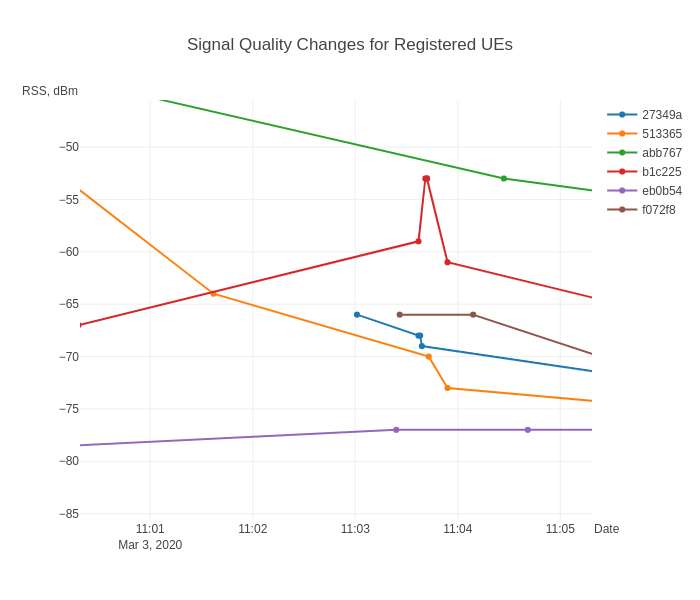 Signal Quality Changes for Registered UEs
RSS, dBm
−50
−55
−60
−65
−70
−75
−80
−85
11:01
Mar 3, 2020
11:02
11:03
11:04
11:05
Date
27349a
513365
abb767
b1c225
eb0b54
f072f8